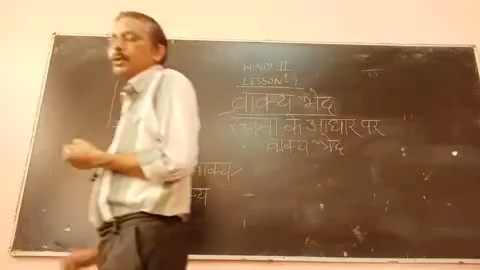 HINDI II
LESSON 1
वाक्य भेद
रचना के आधार पर
वाक्य भेद
वाक्य